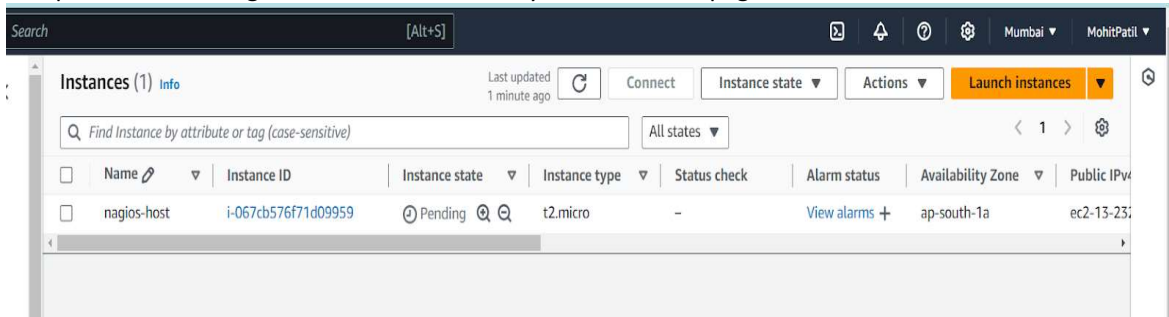 Search [Alt+S] Mumbai ▼ MohitPatil ▼
Instances (1) Info Last updated 1 minute ago Connect Instance state ▼ Actions ▼ Launch instances ▼
Find Instance by attribute or tag (case-sensitive) All states ▼ 1
Name Instance ID Instance state Instance type Status check Alarm status Availability Zone Public IPv4
nagios-host i-067cb576f71d09959 Pending t2.micro – View alarms + ap-south-1a ec2-13-232